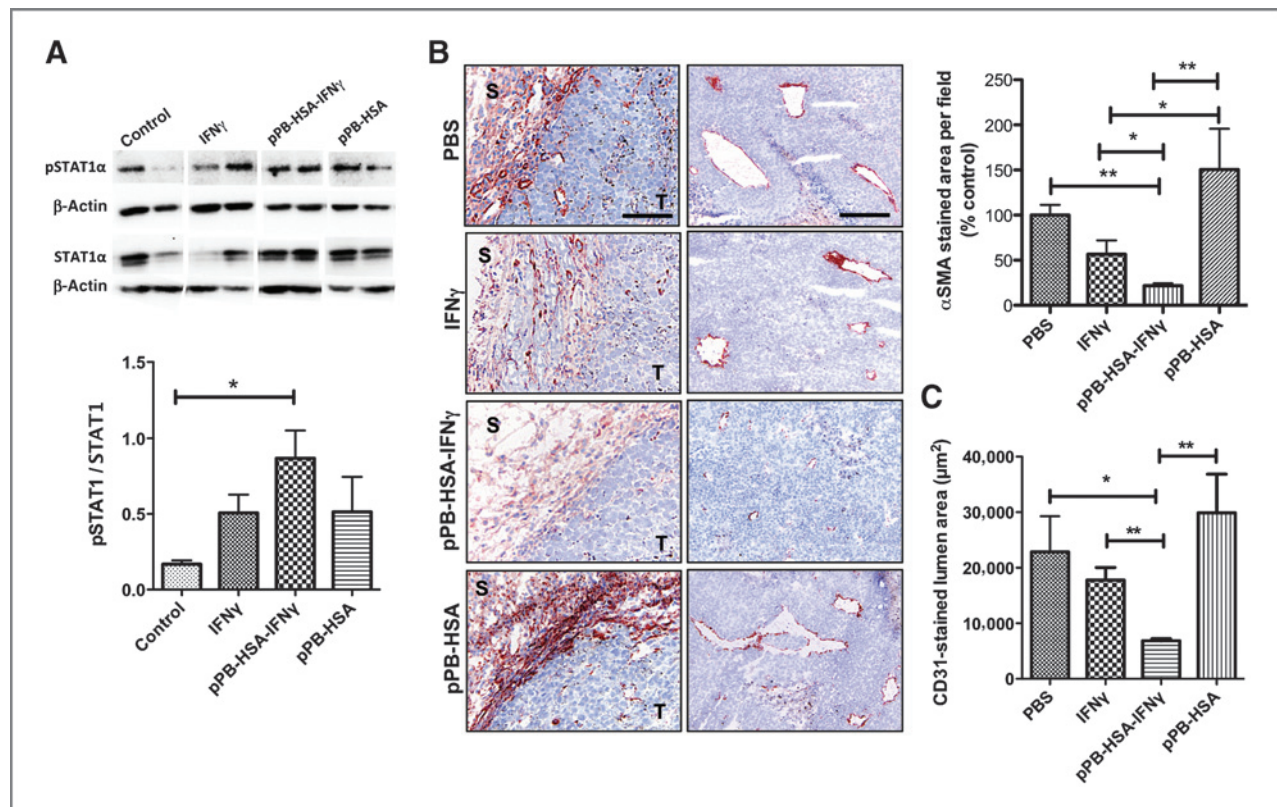 A
Control
IFNγ
pPB-HSA-IFNγ
pPB-HSA
pSTAT1α
β-Actin
STAT1α
β-Actin
pSTAT1 / STAT1
1.5
1.0
0.5
0.0
*
Control
IFNγ
pPB-HSA-IFNγ
pPB-HSA
B
PBS
S
T
IFNγ
S
T
pPB-HSA-IFNγ
S
T
pPB-HSA
S
T
αSMA stained area per field
(% control)
250
200
150
100
50
0
**
*
*
**
PBS
IFNγ
pPB-HSA-IFNγ
pPB-HSA
C
CD31-stained lumen area (µm²)
40,000
30,000
20,000
10,000
0
**
*
**
PBS
IFNγ
pPB-HSA-IFNγ
pPB-HSA